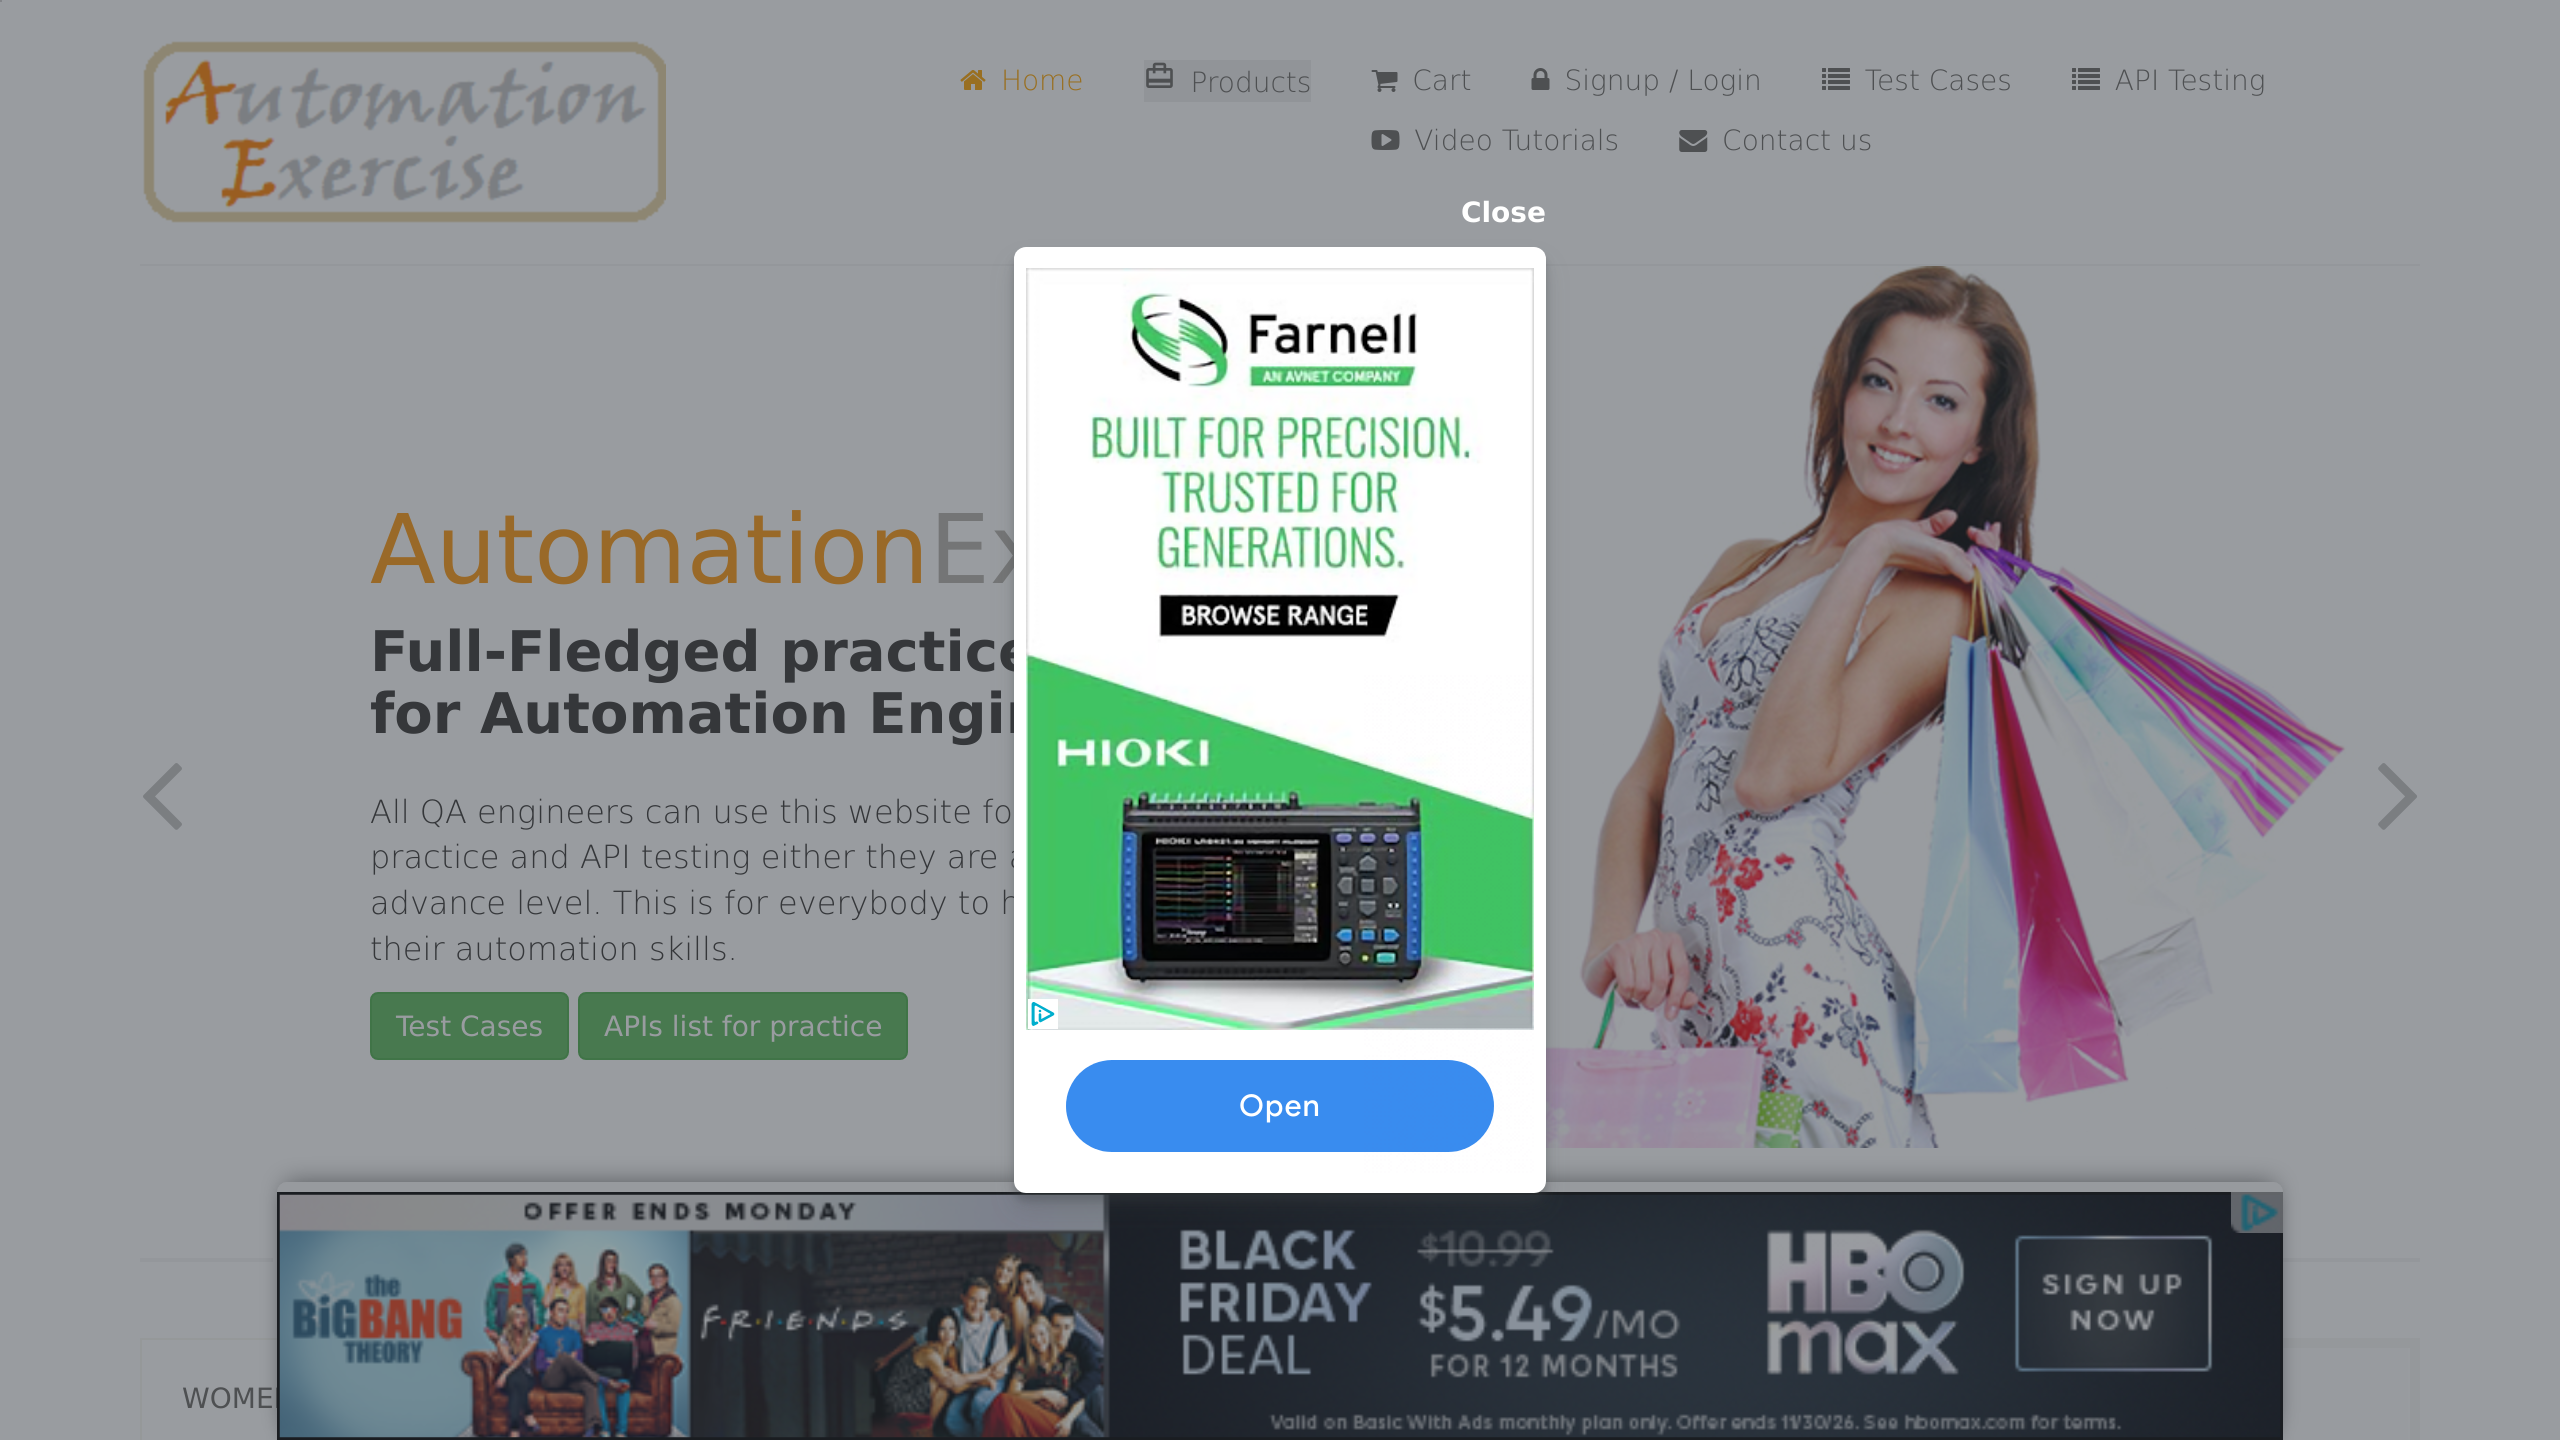 Automation
Exercise
Home
Products
Cart
Signup / Login
Test Cases
API Testing
Video Tutorials
Contact us
Close
Farnell
AN AVNET COMPANY
BUILT FOR PRECISION.
TRUSTED FOR
GENERATIONS.
BROWSE RANGE
HIOKI
HIOKI
Open
AutomationEx
Full-Fledged practice
for Automation Engi
All QA engineers can use this website fo
practice and API testing either they are a
advance level. This is for everybody to h
their automation skills.
Test Cases
APIs list for practice
OFFER ENDS MONDAY
the
BiGBANG
THEORY
F·R·I·E·N·D·S
BLACK
FRIDAY
DEAL
$10.99
$5.49/MO
FOR 12 MONTHS
HBO
max
SIGN UP
NOW
Valid on Basic With Ads monthly plan only. Offer ends 11/30/26. See hbomax.com for terms.
WOME